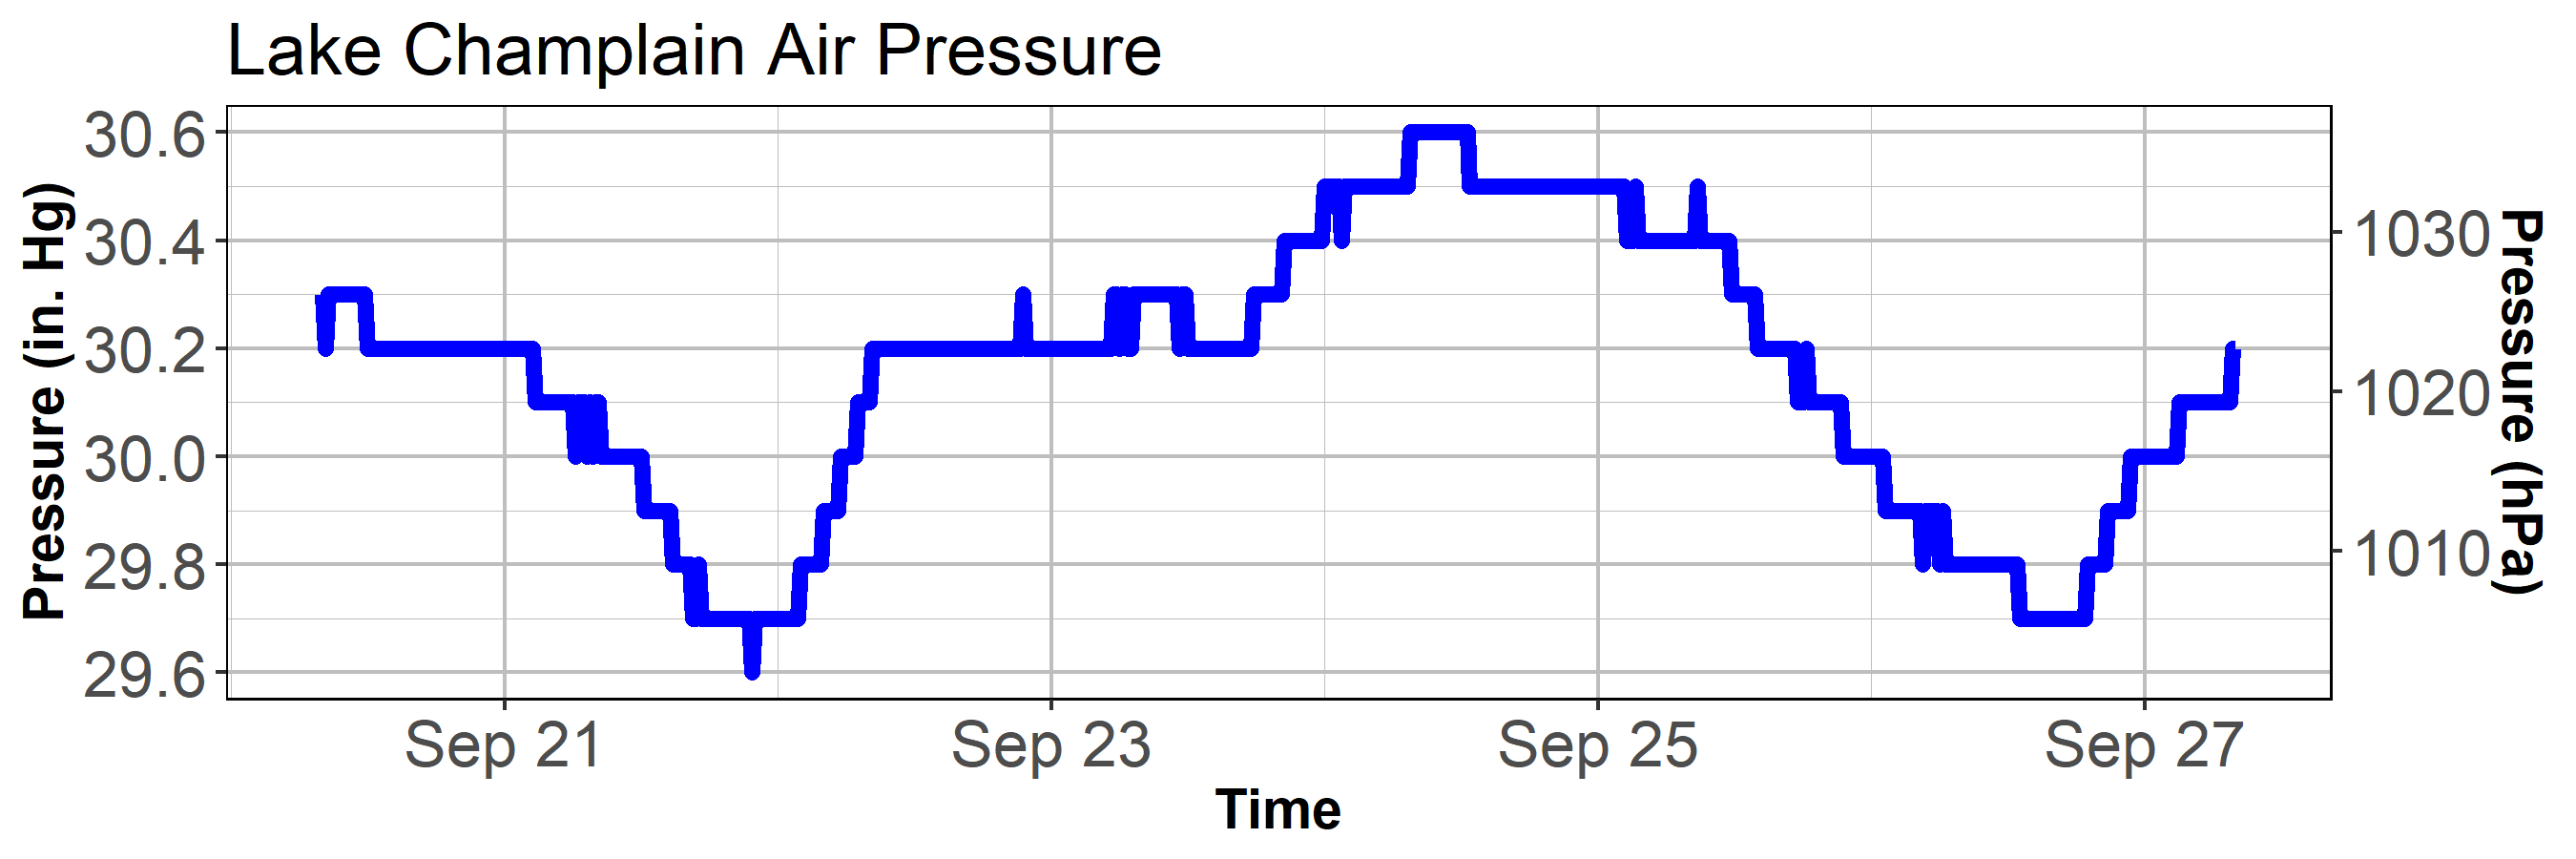 Lake Champlain Air Pressure
Pressure (in. Hg)
30.6
30.4
30.2
30.0
29.8
29.6
1030
1020
1010
Pressure (hPa)
Sep 21 Sep 23 Sep 25 Sep 27
Time